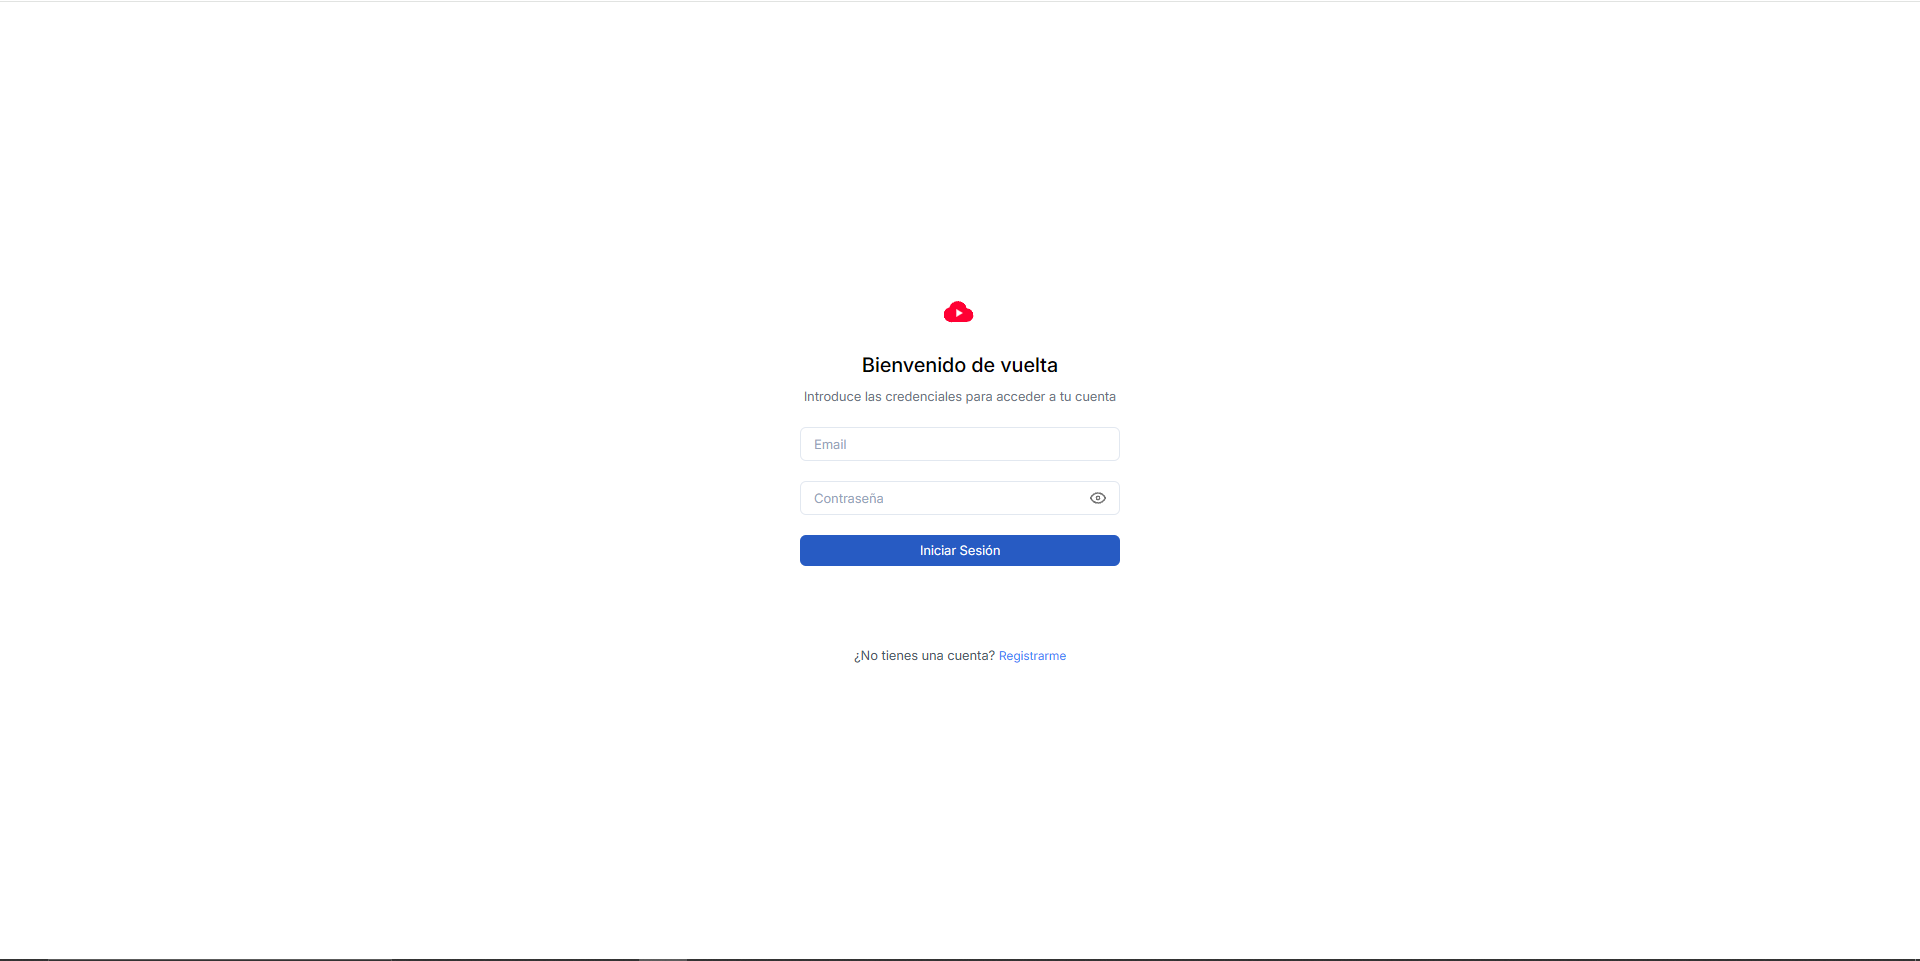 Bienvenido de vuelta
Introduce las credenciales para acceder a tu cuenta
Email
Contraseña
Iniciar Sesión
¿No tienes una cuenta? Registrarme